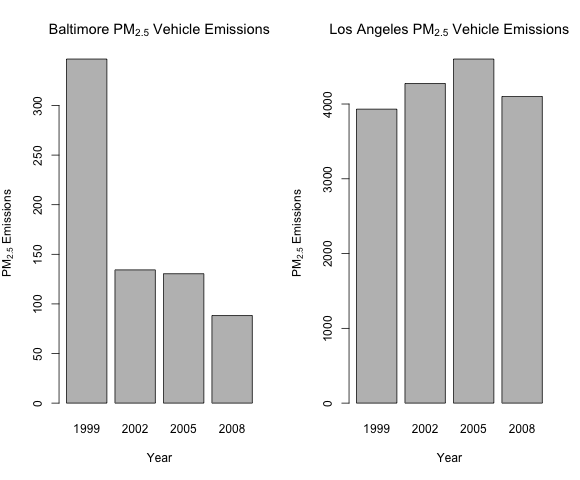 Baltimore PM2.5 Vehicle Emissions
PM2.5 Emissions
300
250
200
150
100
50
0
1999 2002 2005 2008
Year
Los Angeles PM2.5 Vehicle Emissions
PM2.5 Emissions
4000
3000
2000
1000
0
1999 2002 2005 2008
Year